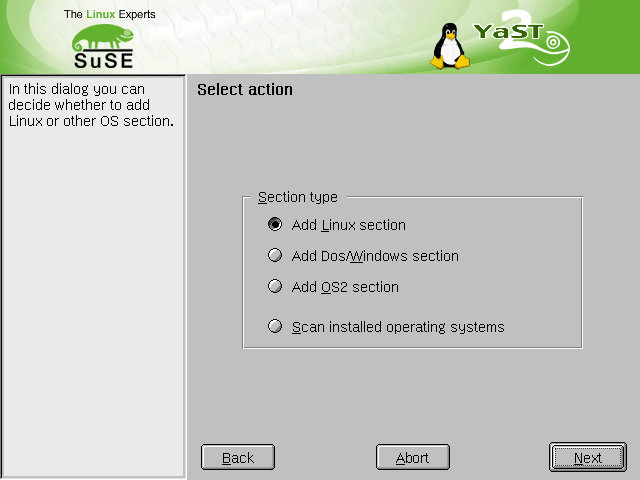 The Linux Experts
SuSE
YaST
2
In this dialog you can
decide whether to add
Linux or other OS section.
Select action
Section type
Add Linux section
Add Dos/Windows section
Add OS2 section
Scan installed operating systems
Back
Abort
Next